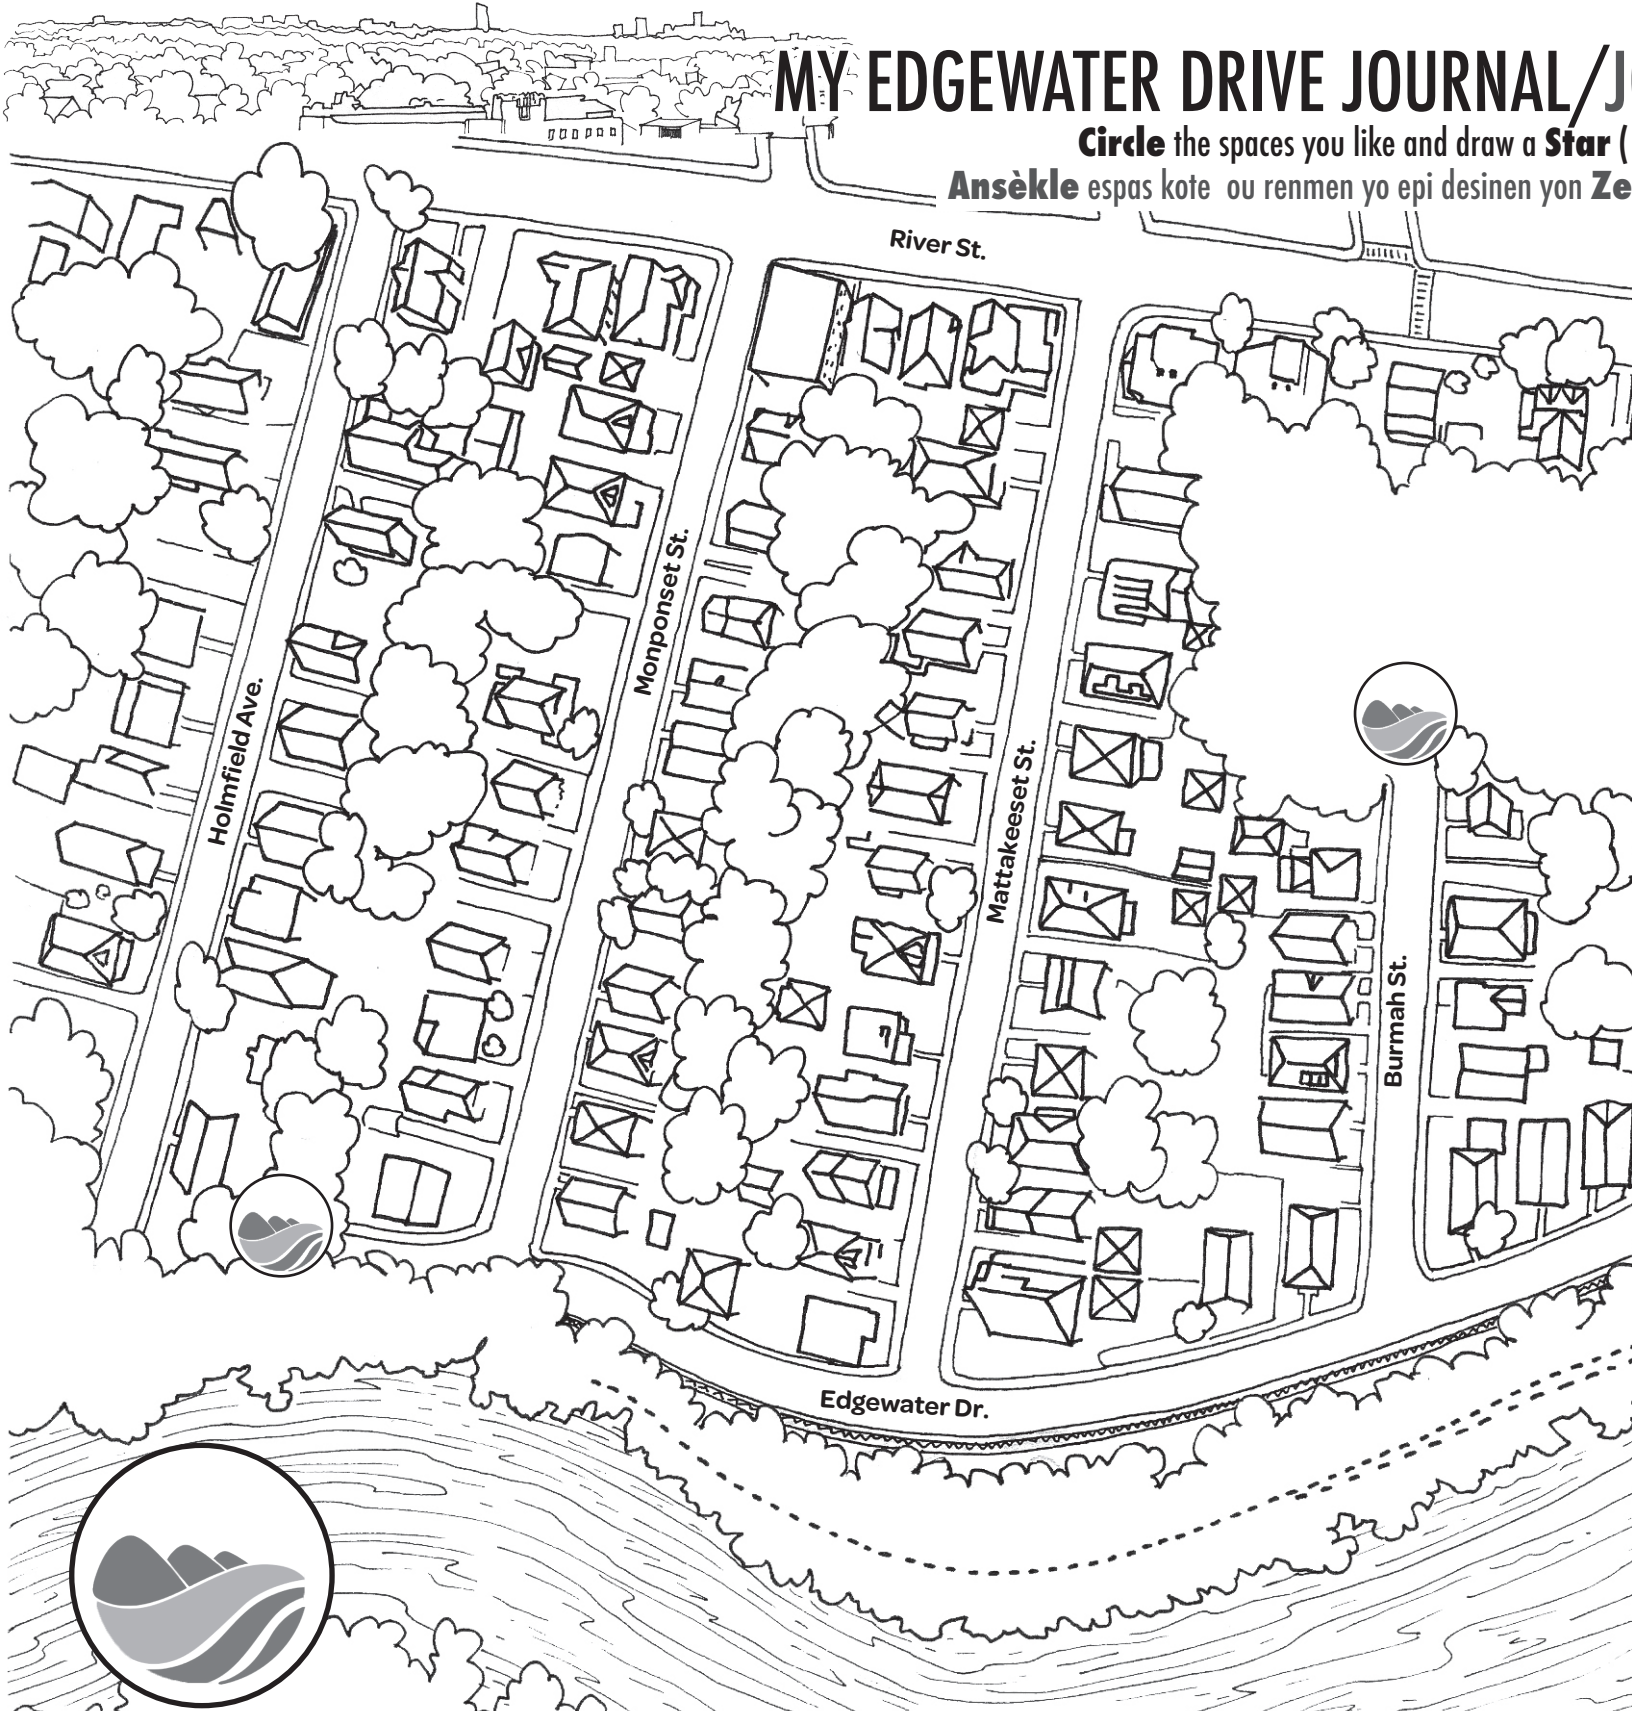 MY EDGEWATER DRIVE JOURNAL/J
Circle the spaces you like and draw a Star (
Ansèkle espas kote ou renmen yo epi desinen yon Ze
River St.
Monponset St.
Holmfield Ave.
Mattakeeset St.
Burmah St.
Edgewater Dr.